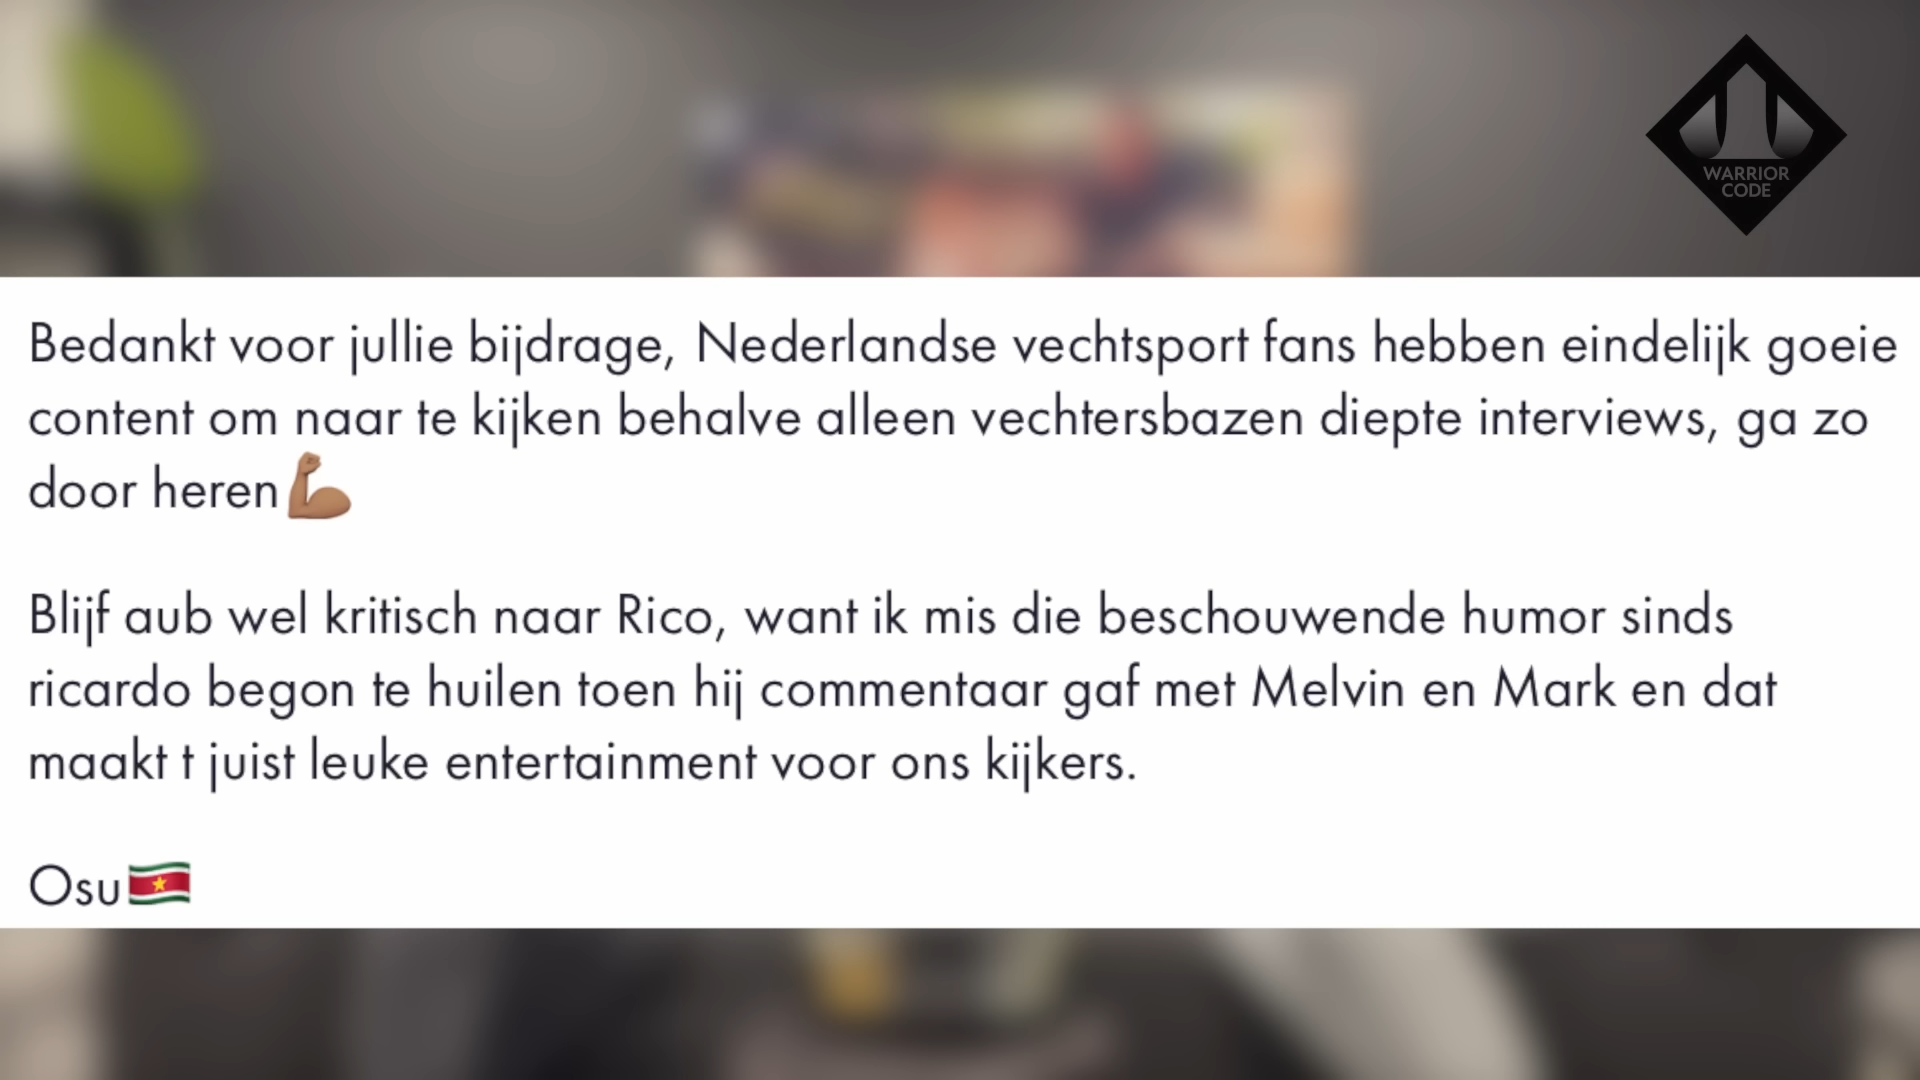 WARRIOR
CODE
Bedankt voor jullie bijdrage, Nederlandse vechtsport fans hebben eindelijk goeie
content om naar te kijken behalve alleen vechtersbazen diepte interviews, ga zo
door heren💪🏽
Blijf aub wel kritisch naar Rico, want ik mis die beschouwende humor sinds
ricardo begon te huilen toen hij commentaar gaf met Melvin en Mark en dat
maakt t juist leuke entertainment voor ons kijkers.
Osu🇸🇷